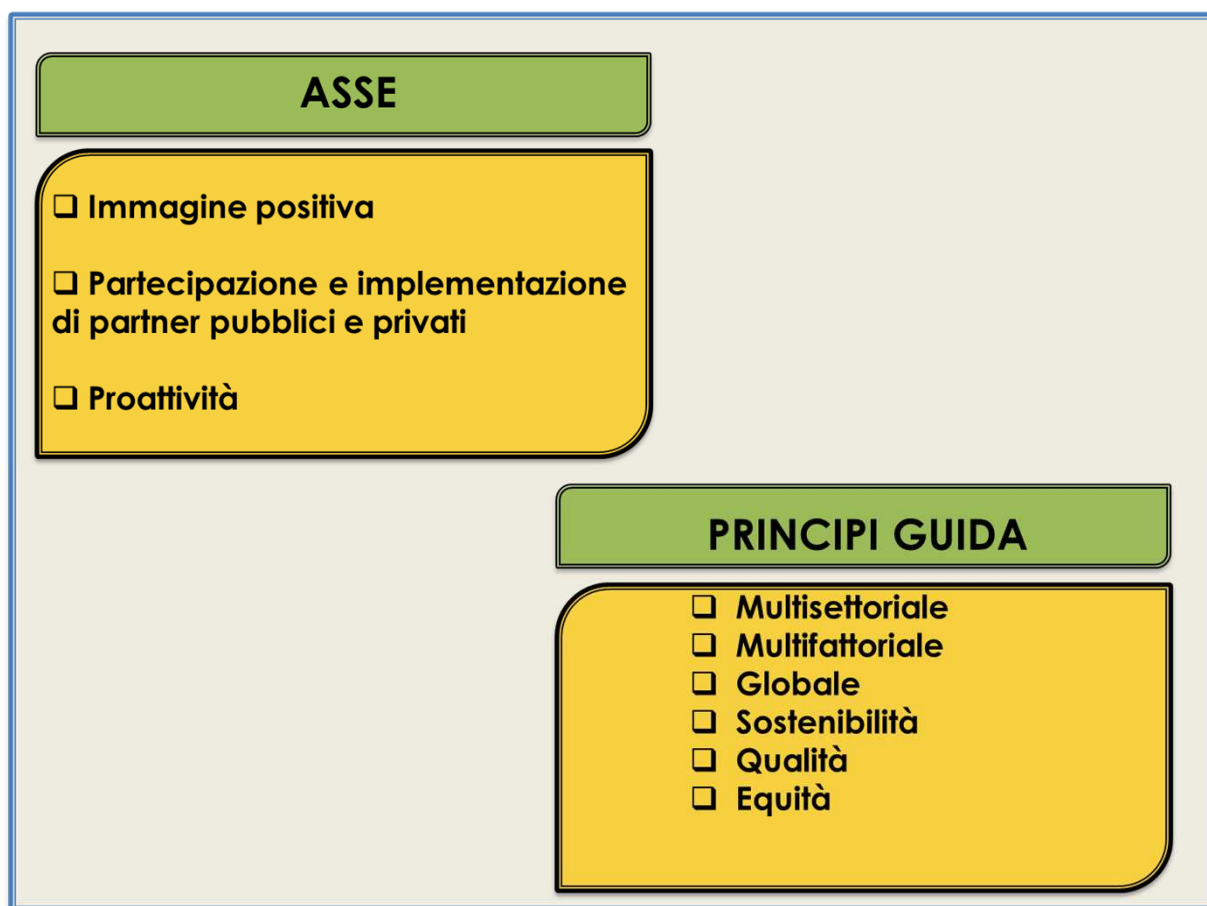 ASSE
❑ Immagine positiva
❑ Partecipazione e implementazione
di partner pubblici e privati
❑ Proattività
PRINCIPI GUIDA
❑ Multisettoriale
❑ Multifattoriale
❑ Globale
❑ Sostenibilità
❑ Qualità
❑ Equità